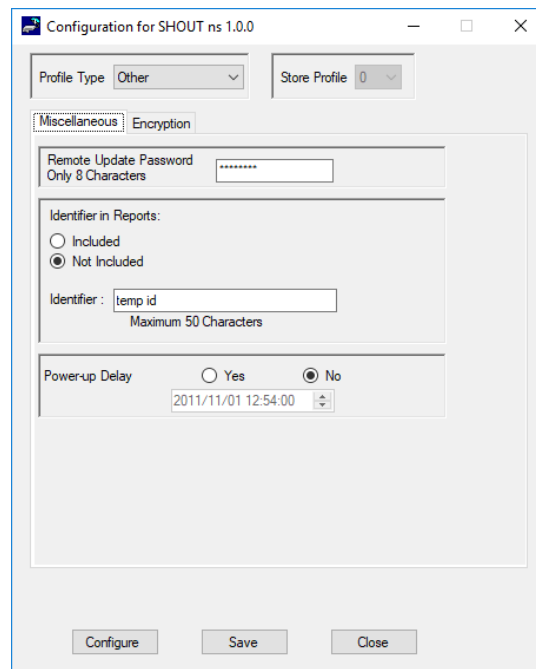 Configuration for SHOUT ns 1.0.0
Profile Type Other Store Profile 0
Miscellaneous Encryption
Remote Update Password ********
Only 8 Characters
Identifier in Reports:
Included
Not Included
Identifier : temp id
Maximum 50 Characters
Power-up Delay Yes No
2011/11/01 12:54:00
Configure Save Close